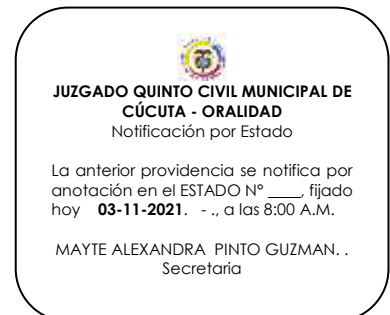 JUZGADO QUINTO CIVIL MUNICIPAL DE
CÚCUTA - ORALIDAD
Notificación por Estado
La anterior providencia se notifica por
anotación en el ESTADO N° ____, fijado
hoy 03-11-2021. - ., a las 8:00 A.M.
MAYTE ALEXANDRA PINTO GUZMAN. .
Secretaria